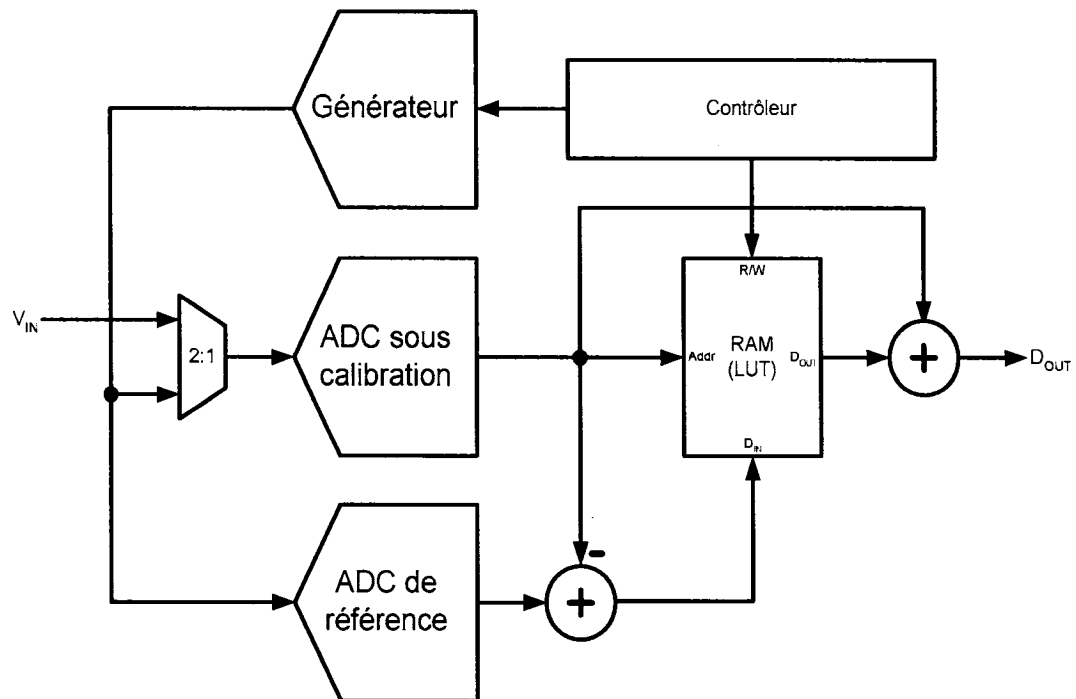 Générateur
Contrôleur
V_IN
2:1
ADC sous
calibration
R/W
Addr
RAM
(LUT)
D_OUT
D_IN
+
D_OUT
-
ADC de
référence
+